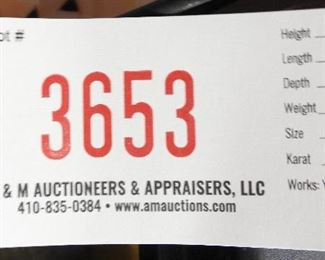 ot #
3653
& M AUCTIONEERS & APPRAISERS, LLC
410-835-0384 • www.amauctions.com
Height
Length
Depth
Weight
Size
Karat
Works: